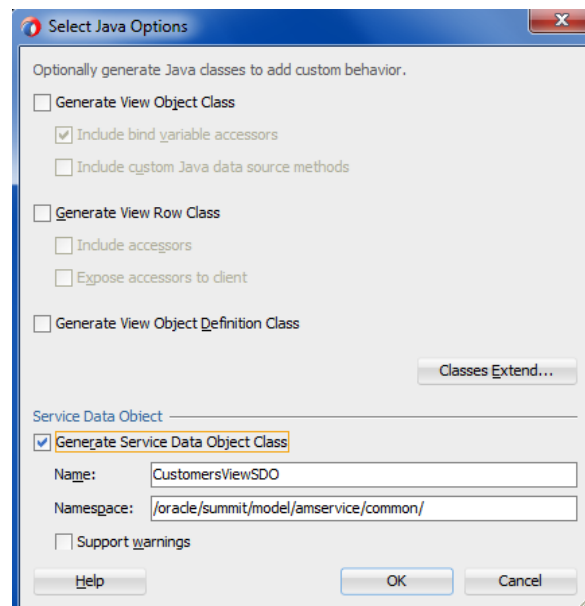 Select Java Options
Optionally generate Java classes to add custom behavior.
Generate View Object Class
Include bind variable accessors
Include custom Java data source methods
Generate View Row Class
Include accessors
Expose accessors to client
Generate View Object Definition Class
Classes Extend...
Service Data Object
Generate Service Data Object Class
Name: CustomersViewSDO
Namespace: /oracle/summit/model/amservice/common/
Support warnings
Help OK Cancel